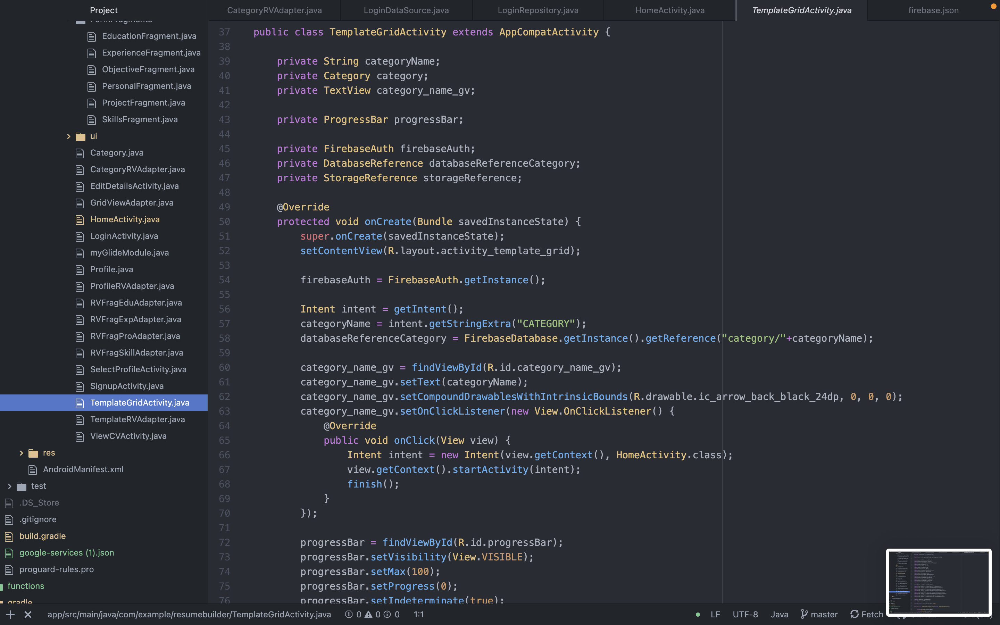 Project
FormFragments
EducationFragment.java
ExperienceFragment.java
ObjectiveFragment.java
PersonalFragment.java
ProjectFragment.java
SkillsFragment.java
ui
Category.java
CategoryRVAdapter.java
EditDetailsActivity.java
GridViewAdapter.java
HomeActivity.java
LoginActivity.java
myGlideModule.java
Profile.java
ProfileRVAdapter.java
RVFragEduAdapter.java
RVFragExpAdapter.java
RVFragProAdapter.java
RVFragSkillAdapter.java
SelectProfileActivity.java
SignupActivity.java
TemplateGridActivity.java
TemplateRVAdapter.java
ViewCVActivity.java
res
AndroidManifest.xml
test
.DS_Store
.gitignore
build.gradle
google-services (1).json
proguard-rules.pro
functions
gradle
CategoryRVAdapter.java LoginDataSource.java LoginRepository.java HomeActivity.java TemplateGridActivity.java firebase.json
37 public class TemplateGridActivity extends AppCompatActivity {
38
39 private String categoryName;
40 private Category category;
41 private TextView category_name_gv;
42
43 private ProgressBar progressBar;
44
45 private FirebaseAuth firebaseAuth;
46 private DatabaseReference databaseReferenceCategory;
47 private StorageReference storageReference;
48
49 @Override
50 protected void onCreate(Bundle savedInstanceState) {
51 super.onCreate(savedInstanceState);
52 setContentView(R.layout.activity_template_grid);
53
54 firebaseAuth = FirebaseAuth.getInstance();
55
56 Intent intent = getIntent();
57 categoryName = intent.getStringExtra("CATEGORY");
58 databaseReferenceCategory = FirebaseDatabase.getInstance().getReference("category/"+categoryName);
59
60 category_name_gv = findViewById(R.id.category_name_gv);
61 category_name_gv.setText(categoryName);
62 category_name_gv.setCompoundDrawablesWithIntrinsicBounds(R.drawable.ic_arrow_back_black_24dp, 0, 0, 0);
63 category_name_gv.setOnClickListener(new View.OnClickListener() {
64 @Override
65 public void onClick(View view) {
66 Intent intent = new Intent(view.getContext(), HomeActivity.class);
67 view.getContext().startActivity(intent);
68 finish();
69 }
70 });
71
72 progressBar = findViewById(R.id.progressBar);
73 progressBar.setVisibility(View.VISIBLE);
74 progressBar.setMax(100);
75 progressBar.setProgress(0);
76 progressBar.setIndeterminate(true);
app/src/main/java/com/example/resumebuilder/TemplateGridActivity.java 0 0 0 1:1 LF UTF-8 Java master Fetch